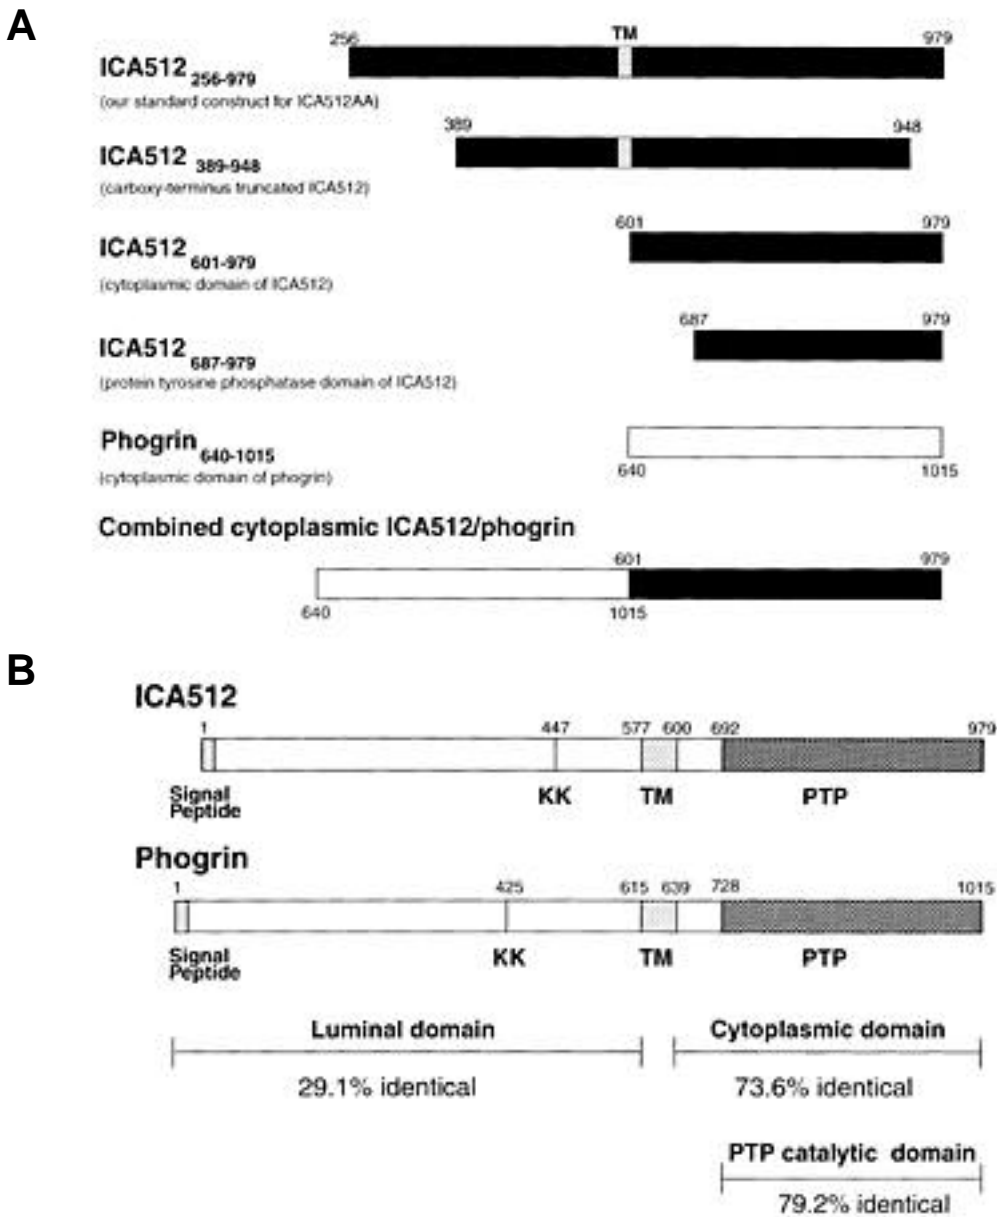 A
256 TM 979
ICA512 256-979
(our standard construct for ICA512AA)
389 948
ICA512 389-948
(carboxy-terminus truncated ICA512)
601 979
ICA512 601-979
(cytoplasmic domain of ICA512)
687 979
ICA512 687-979
(protein tyrosine phosphatase domain of ICA512)
Phogrin 640-1015
640 1015
(cytoplasmic domain of phogrin)
Combined cytoplasmic ICA512/phogrin
601 979
640 1015
B
ICA512
1 447 577 600 692 979
Signal
Peptide
KK TM PTP
Phogrin
1 425 615 639 728 1015
Signal
Peptide
KK TM PTP
Luminal domain Cytoplasmic domain
29.1% identical 73.6% identical
PTP catalytic domain
79.2% identical